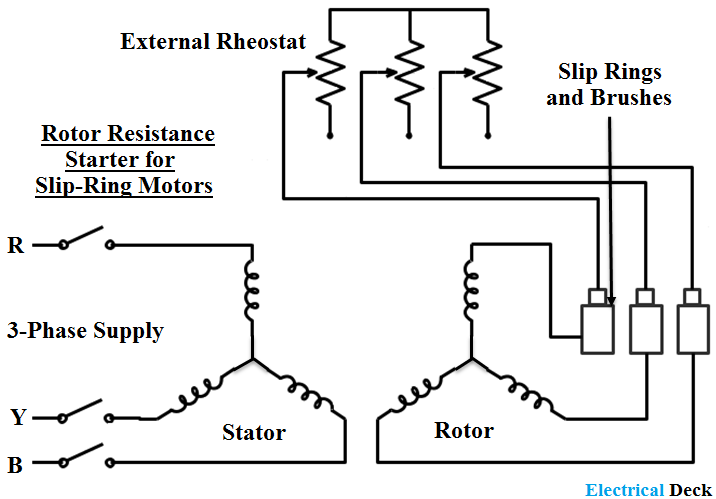 External Rheostat
Slip Rings
and Brushes
Rotor Resistance
Starter for
Slip-Ring Motors
R
3-Phase Supply
Y
Stator
Rotor
B
Electrical Deck